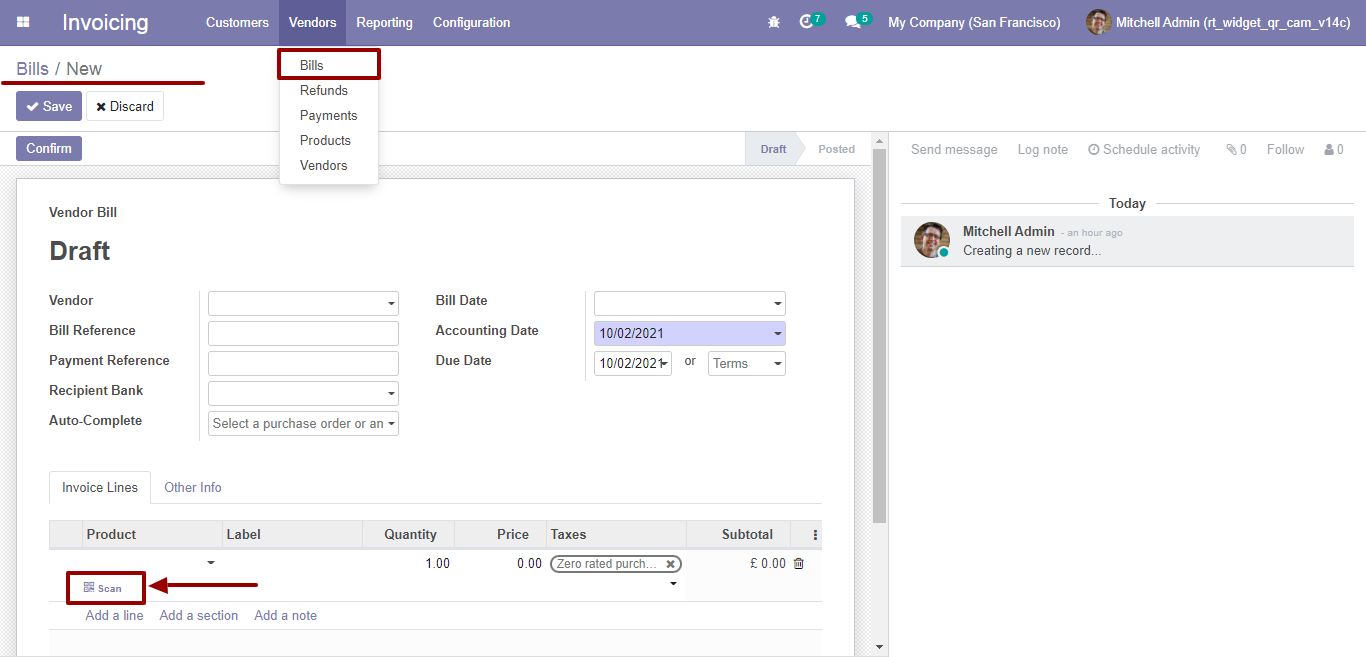 Invoicing Customers Vendors Reporting Configuration 7 5 My Company (San Francisco) Mitchell Admin (rt_widget_qr_cam_v14c)
Bills / New
Bills
Refunds
Payments
Products
Vendors
Save Discard
Confirm
Draft Posted
Send message Log note Schedule activity 0 Follow 0
Today
Mitchell Admin - an hour ago
Creating a new record...
Vendor Bill
Draft
Vendor
Bill Reference
Payment Reference
Recipient Bank
Auto-Complete Select a purchase order or an
Bill Date
Accounting Date 10/02/2021
Due Date 10/02/2021 or Terms
Invoice Lines Other Info
Product Label Quantity Price Taxes Subtotal
1.00 0.00 Zero rated purch... £ 0.00
Scan
Add a line Add a section Add a note